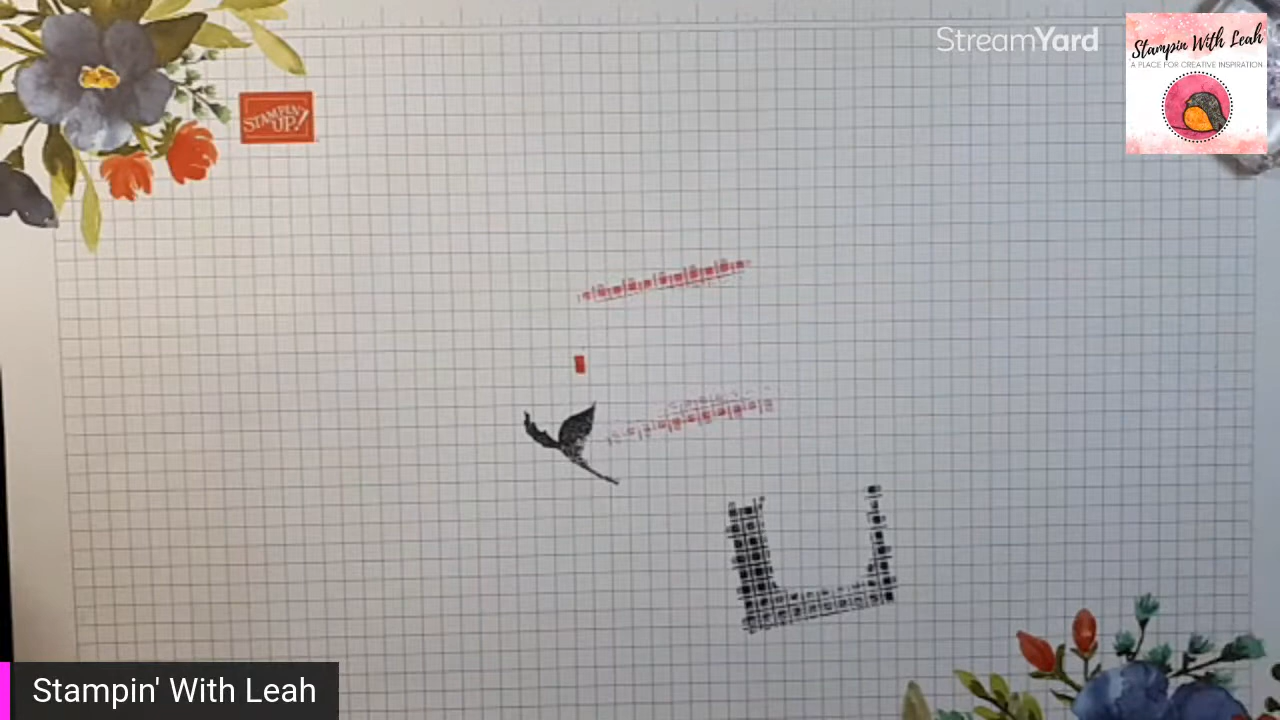 StreamYard
Stampin With Leah
A PLACE FOR CREATIVE INSPIRATION
STAMPIN'
UP!
Stampin' With Leah